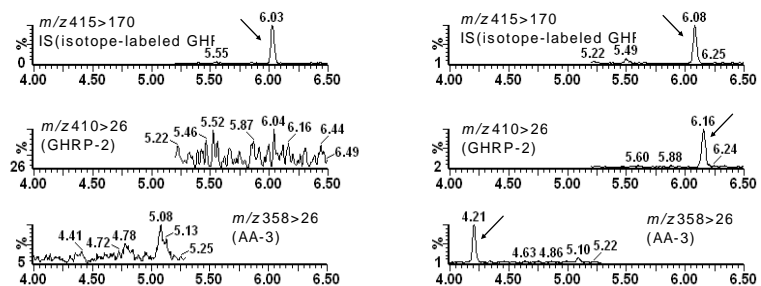 m/z415>170
IS(isotope-labeled GHF
6.03
5.55
%
0
4.00 4.50 5.00 5.50 6.00 6.50
m/z410>26
(GHRP-2)
5.22 5.46 5.52 5.87 6.04 6.16 6.44 6.49
%
26
4.00 4.50 5.00 5.50 6.00 6.50
m/z358>26
(AA-3)
4.41 4.72 4.78 5.08 5.13 5.25
%
5
4.00 4.50 5.00 5.50 6.00 6.50
m/z415>170
IS(isotope-labeled GHF
5.22 5.49 6.08 6.25
%
1
4.00 4.50 5.00 5.50 6.00 6.50
m/z410>26
(GHRP-2)
5.60 5.88 6.16 6.24
%
2
4.00 4.50 5.00 5.50 6.00 6.50
m/z358>26
(AA-3)
4.21 4.63 4.86 5.10 5.22
%
1
4.00 4.50 5.00 5.50 6.00 6.50